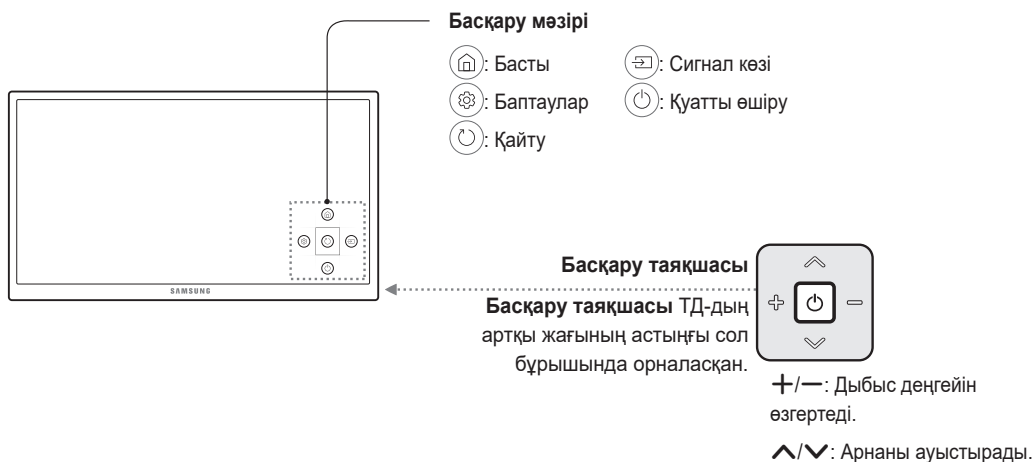 Басқару мәзірі
: Басты
: Сигнал көзі
: Баптаулар
: Қуатты өшіру
: Қайту
SAMSUNG
Басқару таяқшасы
Басқару таяқшасы ТД-дың
артқы жағының астыңғы сол
бұрышында орналасқан.
+/−: Дыбыс деңгейін
өзгертеді.
∧/∨: Арнаны ауыстырады.